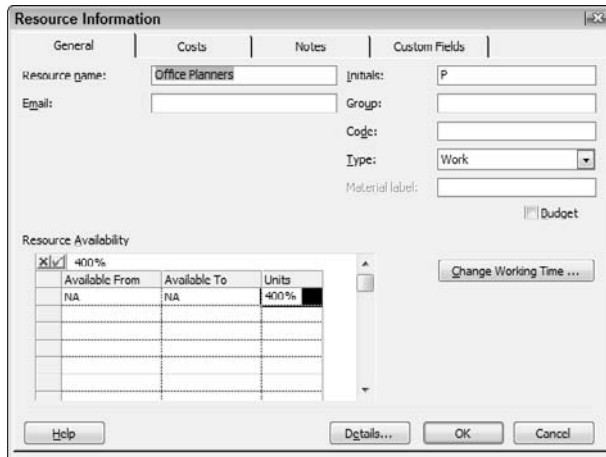 Resource Information
General Costs Notes Custom Fields
Resource name: Office Planners Initials: P
Email: Group:
Code:
Type: Work
Material label:
Budget
Resource Availability
400%
Change Working Time ...
Available From Available To Units
NA NA 400%
Help Details... OK Cancel